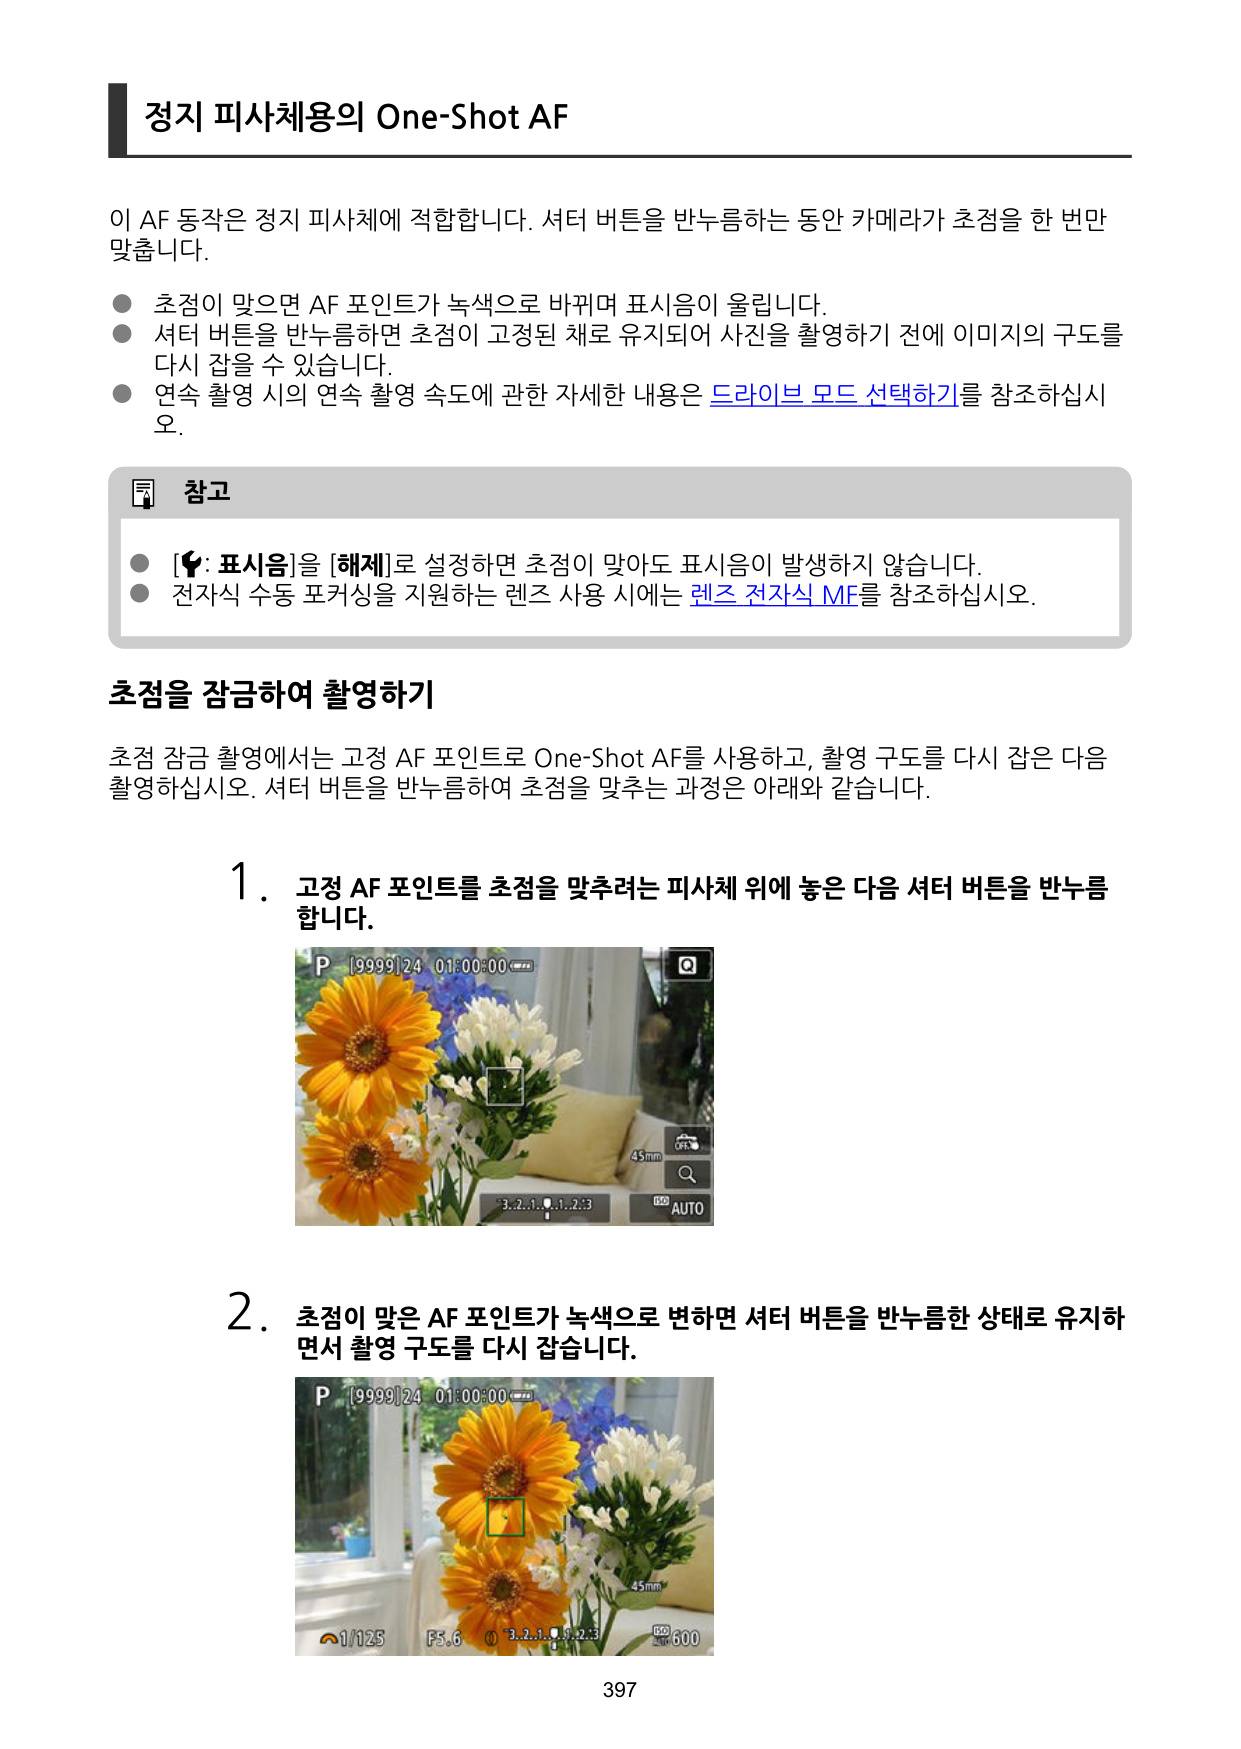 정지 피사체용의 One-Shot AF
이 AF 동작은 정지 피사체에 적합합니다. 셔터 버튼을 반누름하는 동안 카메라가 초점을 한 번만
맞춥니다.
● 초점이 맞으면 AF 포인트가 녹색으로 바뀌며 표시음이 울립니다.
● 셔터 버튼을 반누름하면 초점이 고정된 채로 유지되어 사진을 촬영하기 전에 이미지의 구도를
다시 잡을 수 있습니다.
● 연속 촬영 시의 연속 촬영 속도에 관한 자세한 내용은 드라이브 모드 선택하기를 참조하십시
오.
참고
● [: 표시음]을 [해제]로 설정하면 초점이 맞아도 표시음이 발생하지 않습니다.
● 전자식 수동 포커싱을 지원하는 렌즈 사용 시에는 렌즈 전자식 MF를 참조하십시오.
초점을 잠금하여 촬영하기
초점 잠금 촬영에서는 고정 AF 포인트로 One-Shot AF를 사용하고, 촬영 구도를 다시 잡은 다음
촬영하십시오. 셔터 버튼을 반누름하여 초점을 맞추는 과정은 아래와 같습니다.
1. 고정 AF 포인트를 초점을 맞추려는 피사체 위에 놓은 다음 셔터 버튼을 반누름
합니다.
P [9999]24 01:00:00 Q
OFF
45mm
-3..2..1..0..1..2.:3 ISO AUTO
2. 초점이 맞은 AF 포인트가 녹색으로 변하면 셔터 버튼을 반누름한 상태로 유지하
면서 촬영 구도를 다시 잡습니다.
P [9999]24 01:00:00
45mm
1/125 F5.6 -3..2..1..0..1..2.:3 ISO AUTO 600
397